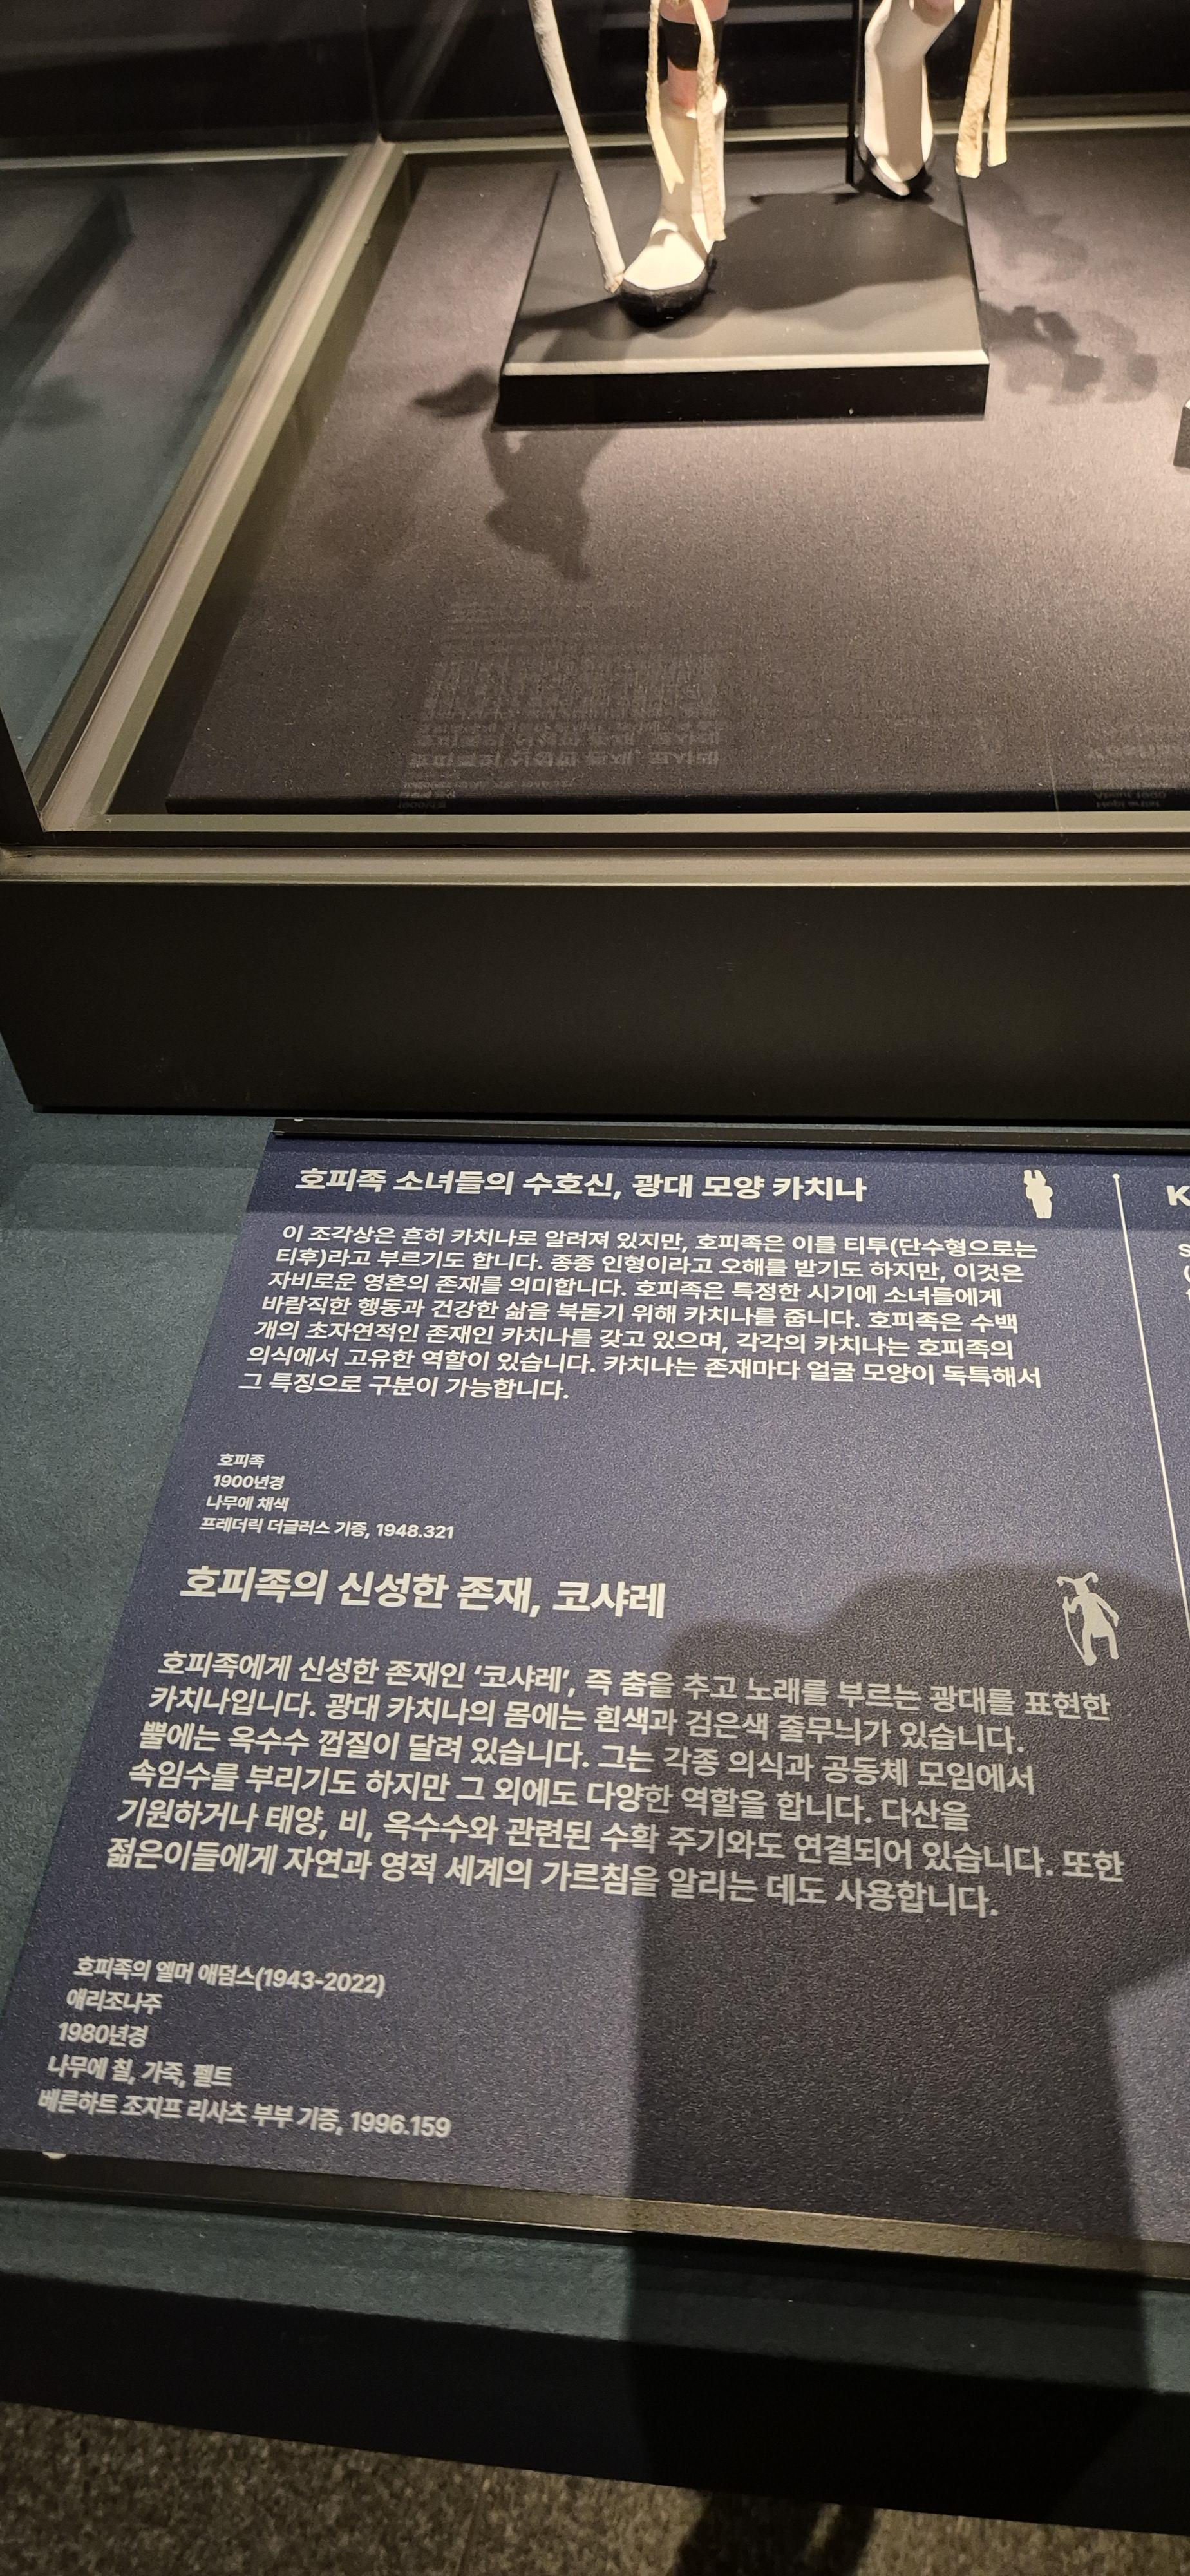 호피족 소녀들의 수호신, 광대 모양 카치나
이 조각상은 흔히 카치나로 알려져 있지만, 호피족은 이를 티투(단수형으로는
티후)라고 부르기도 합니다. 종종 인형이라고 오해를 받기도 하지만, 이것은
자비로운 영혼의 존재를 의미합니다. 호피족은 특정한 시기에 소녀들에게
바람직한 행동과 건강한 삶을 북돋기 위해 카치나를 줍니다. 호피족은 수백
개의 초자연적인 존재인 카치나를 갖고 있으며, 각각의 카치나는 호피족의
의식에서 고유한 역할이 있습니다. 카치나는 존재마다 얼굴 모양이 독특해서
그 특징으로 구분이 가능합니다.
호피족
1900년경
나무에 채색
프레더릭 더글러스 기증, 1948.321
호피족의 신성한 존재, 코샤레
호피족에게 신성한 존재인 ‘코샤레’, 즉 춤을 추고 노래를 부르는 광대를 표현한
카치나입니다. 광대 카치나의 몸에는 흰색과 검은색 줄무늬가 있습니다.
뿔에는 옥수수 껍질이 달려 있습니다. 그는 각종 의식과 공동체 모임에서
속임수를 부리기도 하지만 그 외에도 다양한 역할을 합니다. 다산을
기원하거나 태양, 비, 옥수수와 관련된 수확 주기와도 연결되어 있습니다. 또한
젊은이들에게 자연과 영적 세계의 가르침을 알리는 데도 사용합니다.
호피족의 엘머 애덤스(1943-2022)
애리조나주
1980년경
나무에 칠, 가죽, 펠트
베른하트 조지프 리사츠 부부 기증, 1996.159